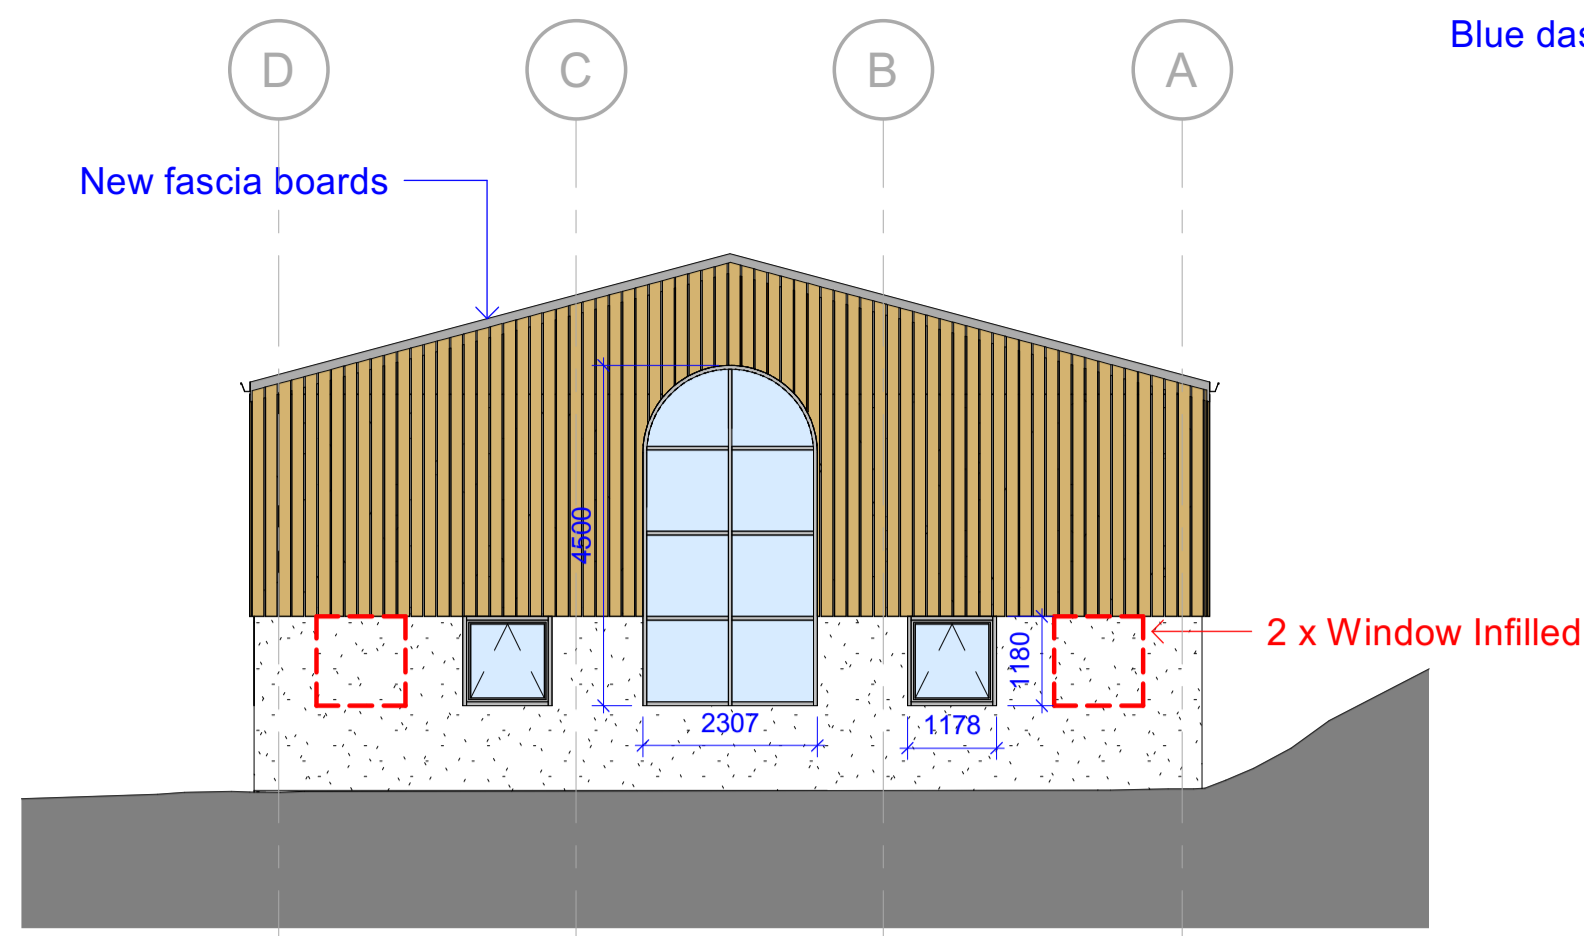 D
C
B
A
Blue das
New fascia boards
4500
2 x Window Infilled
1180
2307
1178